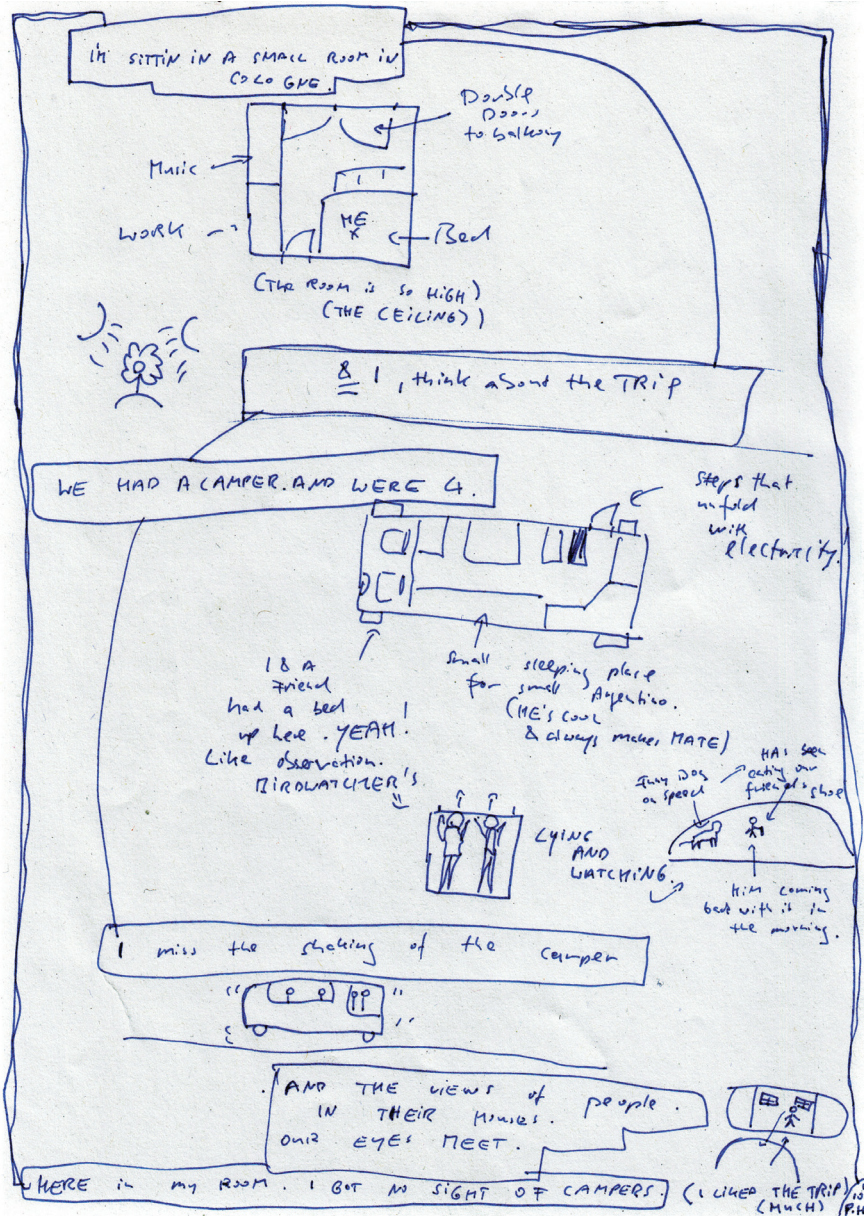 I'M SITTIN IN A SMALL ROOM IN
COLOGNE.
Double
Doors
to balkony
Music
WORK
ME
x
Bed
(THE ROOM is so HiGH)
(THE CEiLiNG))
& I, think about the TRiP
WE HAD A CAMPER. AND WERE 4.
steps that
unfold
with
electurcity.
I & A
Friend
had a bed
up here. YEAH!
Like observation.
BIRDWATCHER'S
small sleeping place
for small Argentino.
(HE'S COOL
& always makes MATE)
LYING
AND
WATCHING.
Dog
on speed
HAS been
eating our
friend's shoe
HIM coming
back with it in
the morning.
I miss the shaking of the camper
AND THE views of people.
IN THEIR Houses.
OUR EYES MEET.
HERE in my ROOM. I GOT NO SIGHT OF CAMPERS.
(I LIKED THE TRIP)
(MUCH)